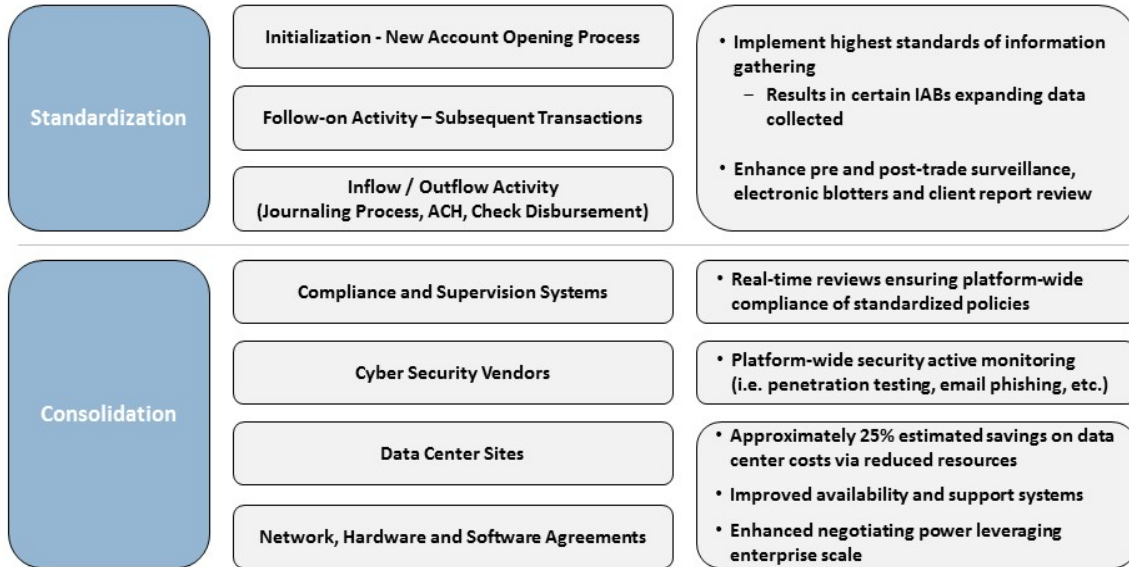 Standardization
Initialization - New Account Opening Process
Follow-on Activity – Subsequent Transactions
Inflow / Outflow Activity
(Journaling Process, ACH, Check Disbursement)
• Implement highest standards of information
gathering
– Results in certain IABs expanding data
collected
• Enhance pre and post-trade surveillance,
electronic blotters and client report review
Consolidation
Compliance and Supervision Systems
Cyber Security Vendors
Data Center Sites
Network, Hardware and Software Agreements
• Real-time reviews ensuring platform-wide
compliance of standardized policies
• Platform-wide security active monitoring
(i.e. penetration testing, email phishing, etc.)
• Approximately 25% estimated savings on data
center costs via reduced resources
• Improved availability and support systems
• Enhanced negotiating power leveraging
enterprise scale